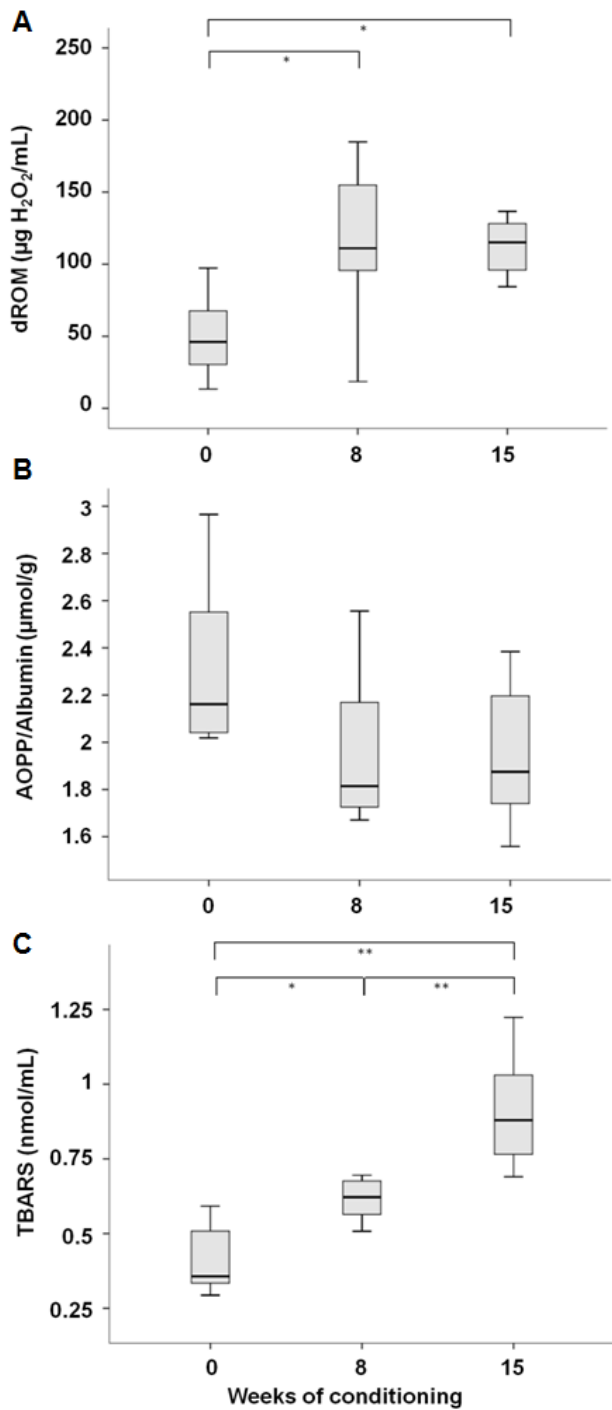 A
*
*
250
200
150
100
50
0
dROM (µg H₂O₂/mL)
0 8 15
B
3
2.8
2.6
2.4
2.2
2
1.8
1.6
AOPP/Albumin (µmol/g)
0 8 15
C
**
* **
1.25
1
0.75
0.5
0.25
TBARS (nmol/mL)
0 8 15
Weeks of conditioning